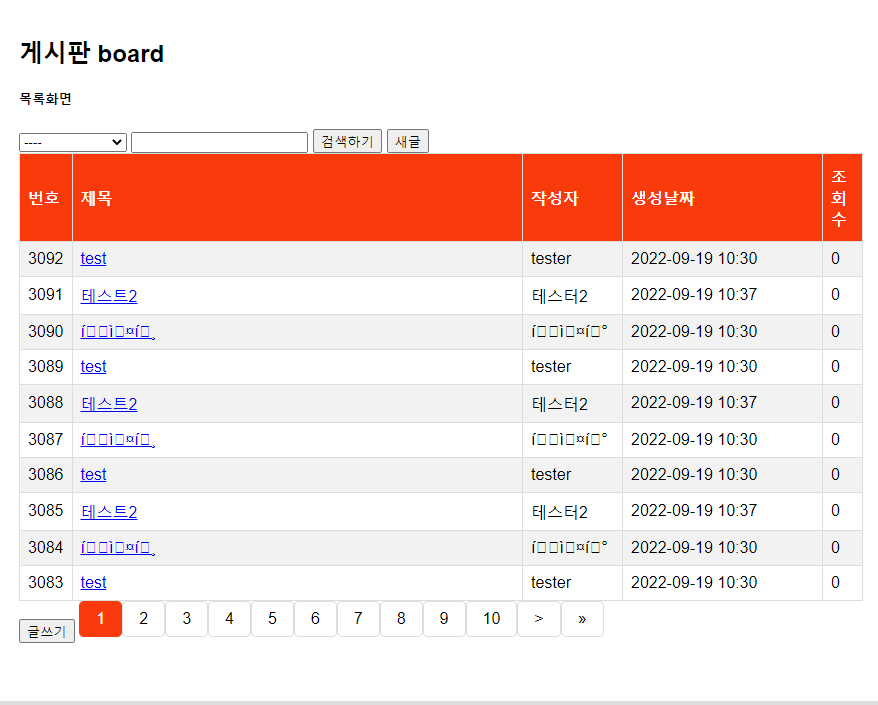 게시판 board
목록화면
---- 검색하기 새글
번호 제목 작성자 생성날짜 조회수
3092 test tester 2022-09-19 10:30 0
3091 테스트2 테스터2 2022-09-19 10:37 0
3090 í□□ì□¤í□¸ í□□ì□¤í□° 2022-09-19 10:30 0
3089 test tester 2022-09-19 10:30 0
3088 테스트2 테스터2 2022-09-19 10:37 0
3087 í□□ì□¤í□¸ í□□ì□¤í□° 2022-09-19 10:30 0
3086 test tester 2022-09-19 10:30 0
3085 테스트2 테스터2 2022-09-19 10:37 0
3084 í□□ì□¤í□¸ í□□ì□¤í□° 2022-09-19 10:30 0
3083 test tester 2022-09-19 10:30 0
글쓰기 1 2 3 4 5 6 7 8 9 10 > »